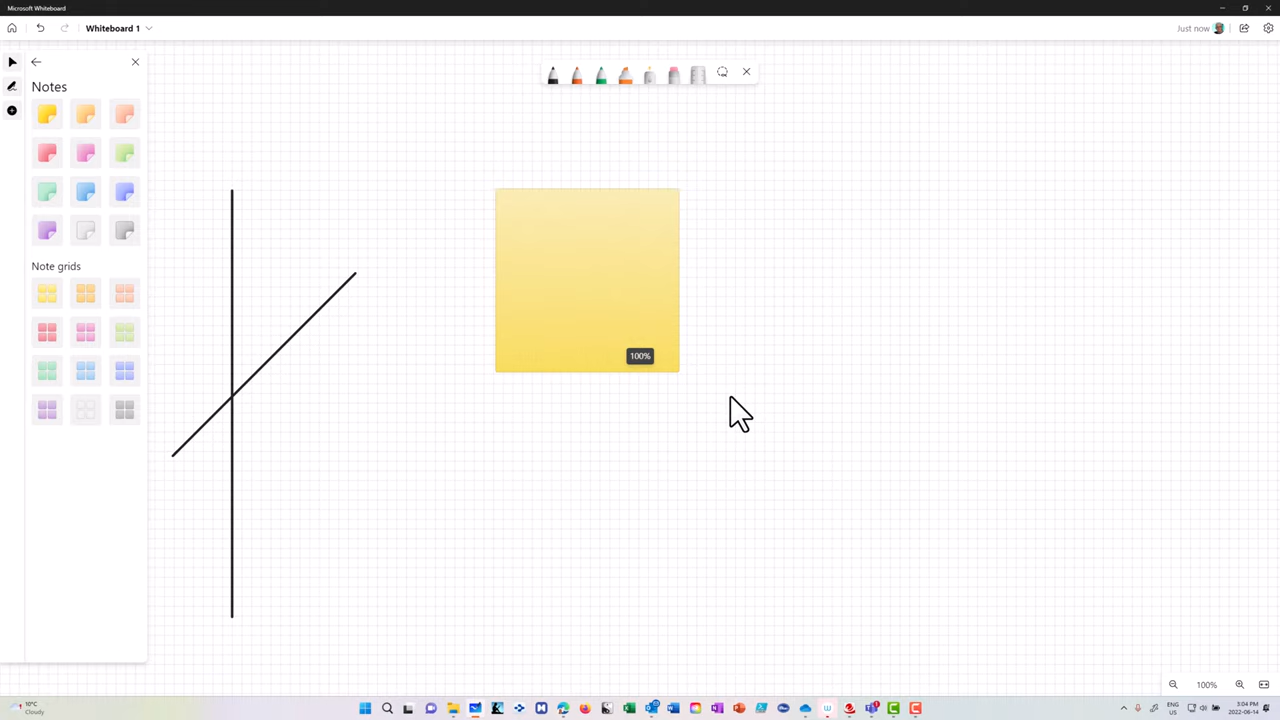 Microsoft Whiteboard
Whiteboard 1
Just now
Notes
Note grids
100%
100%
10°C
Cloudy
ENG
US
3:04 PM
2022-06-14